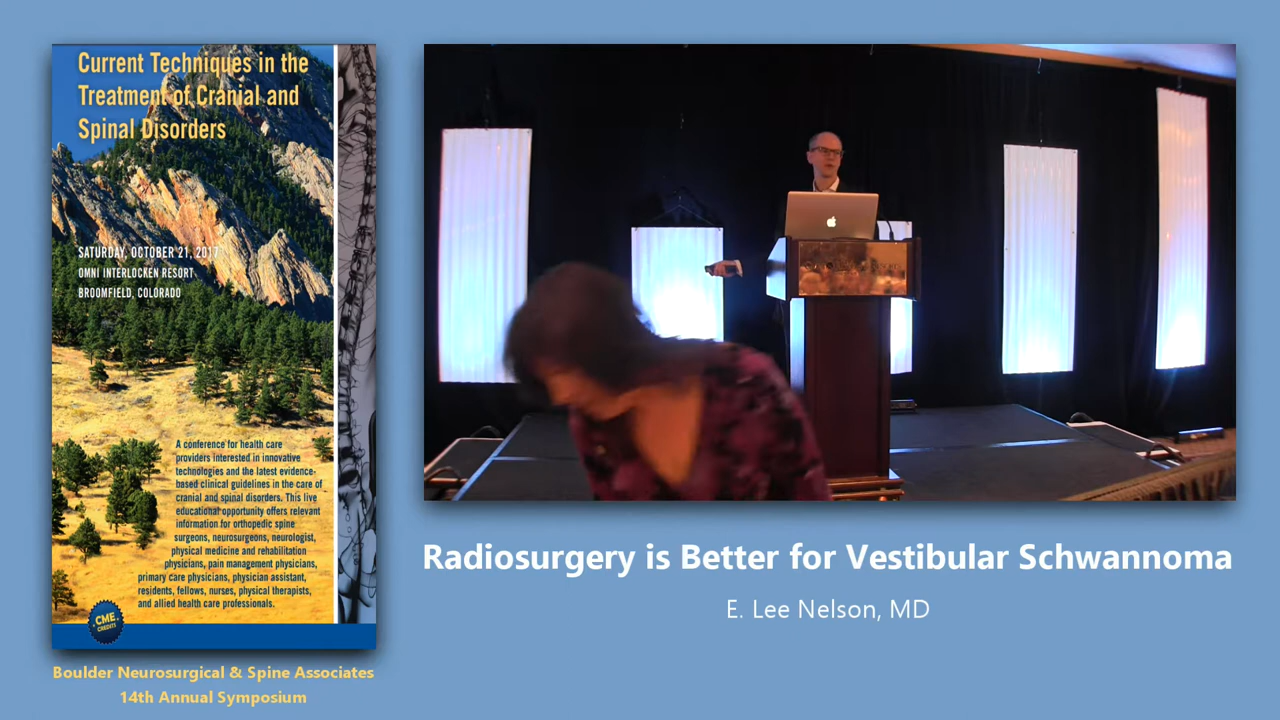 Current Techniques in the
Treatment of Cranial and
Spinal Disorders
SATURDAY, OCTOBER 21, 2017
OMNI INTERLOCKEN RESORT
BROOMFIELD, COLORADO
A conference for health care
providers interested in innovative
technologies and the latest evidence-
based clinical guidelines in the care of
cranial and spinal disorders. This live
educational opportunity offers relevant
information for orthopedic spine
surgeons, neurosurgeons, neurologist,
physical medicine and rehabilitation
physicians, pain management physicians,
primary care physicians, physician assistant,
residents, fellows, nurses, physical therapists,
and allied health care professionals.
CME
CREDITS
Boulder Neurosurgical & Spine Associates
14th Annual Symposium
Radiosurgery is Better for Vestibular Schwannoma
E. Lee Nelson, MD